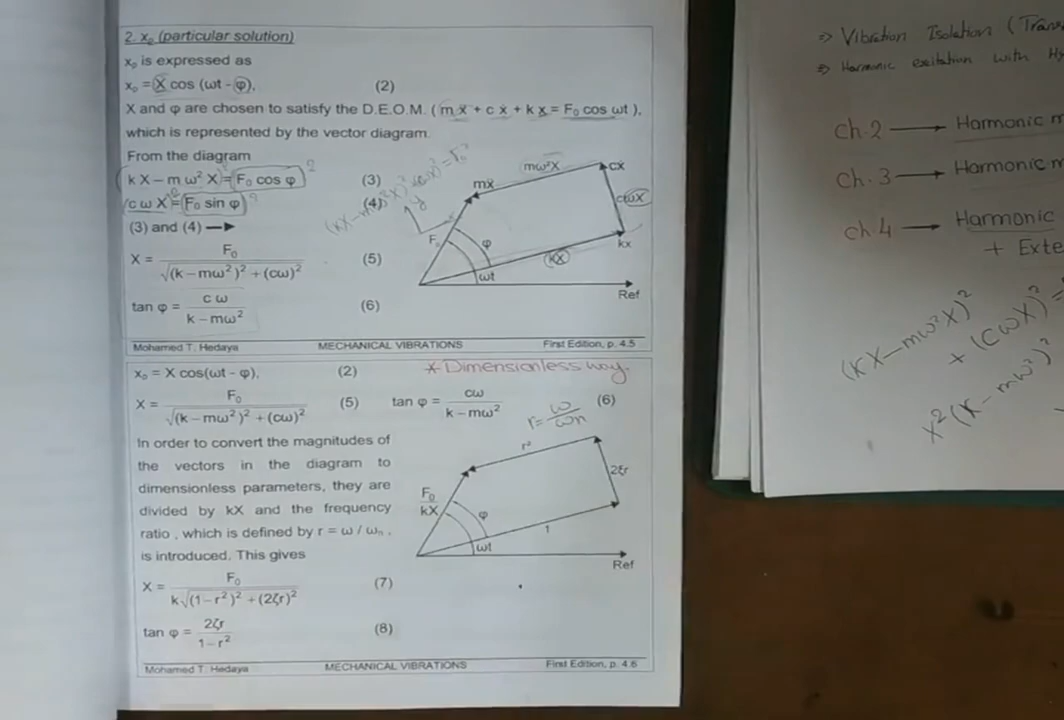 2. xₚ (particular solution)
xₚ is expressed as
xₚ = X cos (ωt - φ), (2)
X and φ are chosen to satisfy the D.E.O.M. ( m ẍ + c ẋ + k x = F₀ cos ωt ),
which is represented by the vector diagram.
From the diagram
k X – m ω² X = F₀ cos φ (3)
c ω X = F₀ sin φ (4)
(3) and (4) →
X = F₀ / √(k – mω²)² + (cω)² (5)
tan φ = c ω / k – mω² (6)
mω²X
cẋ
mẍ
cωX
F₀
φ
kx
kX
ωt
Ref
Mohamed T. Hedaya MECHANICAL VIBRATIONS First Edition, p. 4.5
xₚ = X cos(ωt – φ), (2)
* Dimensionless way.
X = F₀ / √(k – mω²)² + (cω)² (5) tan φ = cω / k – mω² (6)
r = ω / ωn
In order to convert the magnitudes of
the vectors in the diagram to
dimensionless parameters, they are
divided by kX and the frequency
ratio , which is defined by r = ω / ωₙ ,
is introduced. This gives
X = F₀ / k√(1 – r²)² + (2ζr)² (7)
tan φ = 2ζr / 1 – r² (8)
r²
2ξr
F₀ / kX
φ
1
ωt
Ref
Mohamed T. Hedaya MECHANICAL VIBRATIONS First Edition, p. 4.6
⇒ Vibration Isolation (
⇒ Harmonic exitation with
Ch.2 → Harmonic
Ch.3 → Harmonic
Ch.4 → Harmonic
+
(KX – mω²X)²
+ (CωX)² =
X² (K – mω²)²